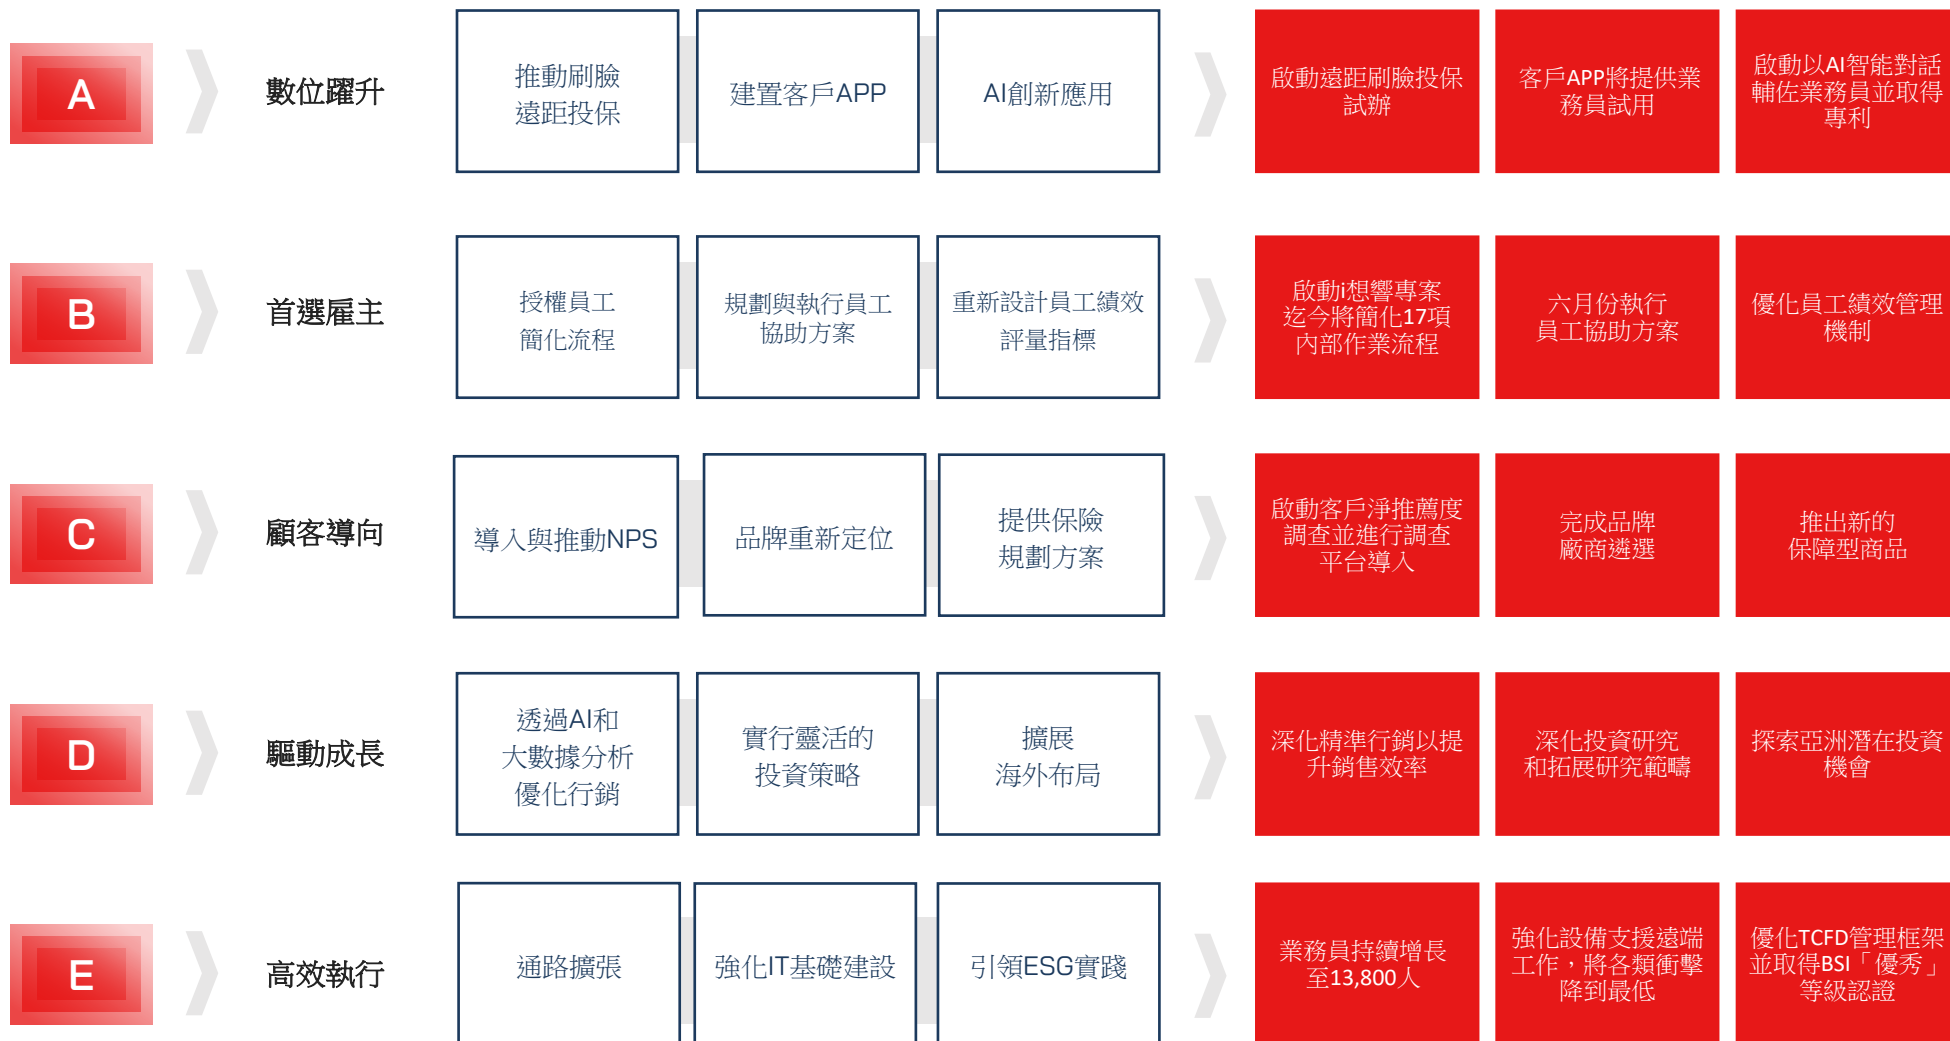 A
數位躍升
推動刷臉
遠距投保
建置客戶APP
AI創新應用
啟動遠距刷臉投保
試辦
客戶APP將提供業
務員試用
啟動以AI智能對話
輔佐業務員並取得
專利
B
首選雇主
授權員工
簡化流程
規劃與執行員工
協助方案
重新設計員工績效
評量指標
啟動i想響專案
迄今將簡化17項
內部作業流程
六月份執行
員工協助方案
優化員工績效管理
機制
C
顧客導向
導入與推動NPS
品牌重新定位
提供保險
規劃方案
啟動客戶淨推薦度
調查並進行調查
平台導入
完成品牌
廠商遴選
推出新的
保障型商品
D
驅動成長
透過AI和
大數據分析
優化行銷
實行靈活的
投資策略
擴展
海外布局
深化精準行銷以提
升銷售效率
深化投資研究
和拓展研究範疇
探索亞洲潛在投資
機會
E
高效執行
通路擴張
強化IT基礎建設
引領ESG實踐
業務員持續增長
至13,800人
強化設備支援遠端
工作，將各類衝擊
降到最低
優化TCFD管理框架
並取得BSI「優秀」
等級認證